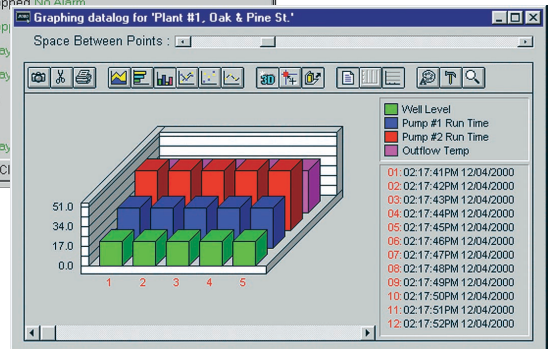 pped No Alarm
Graphing datalog for 'Plant #1, Oak & Pine St.'
Space Between Points :
3D
Well Level
Pump #1 Run Time
Pump #2 Run Time
Outflow Temp
51.0
34.0
17.0
0.0
1 2 3 4 5
01: 02:17:41PM 12/04/2000
02: 02:17:42PM 12/04/2000
03: 02:17:43PM 12/04/2000
04: 02:17:44PM 12/04/2000
05: 02:17:45PM 12/04/2000
06: 02:17:46PM 12/04/2000
07: 02:17:47PM 12/04/2000
08: 02:17:48PM 12/04/2000
09: 02:17:49PM 12/04/2000
10: 02:17:50PM 12/04/2000
11: 02:17:51PM 12/04/2000
12: 02:17:52PM 12/04/2000